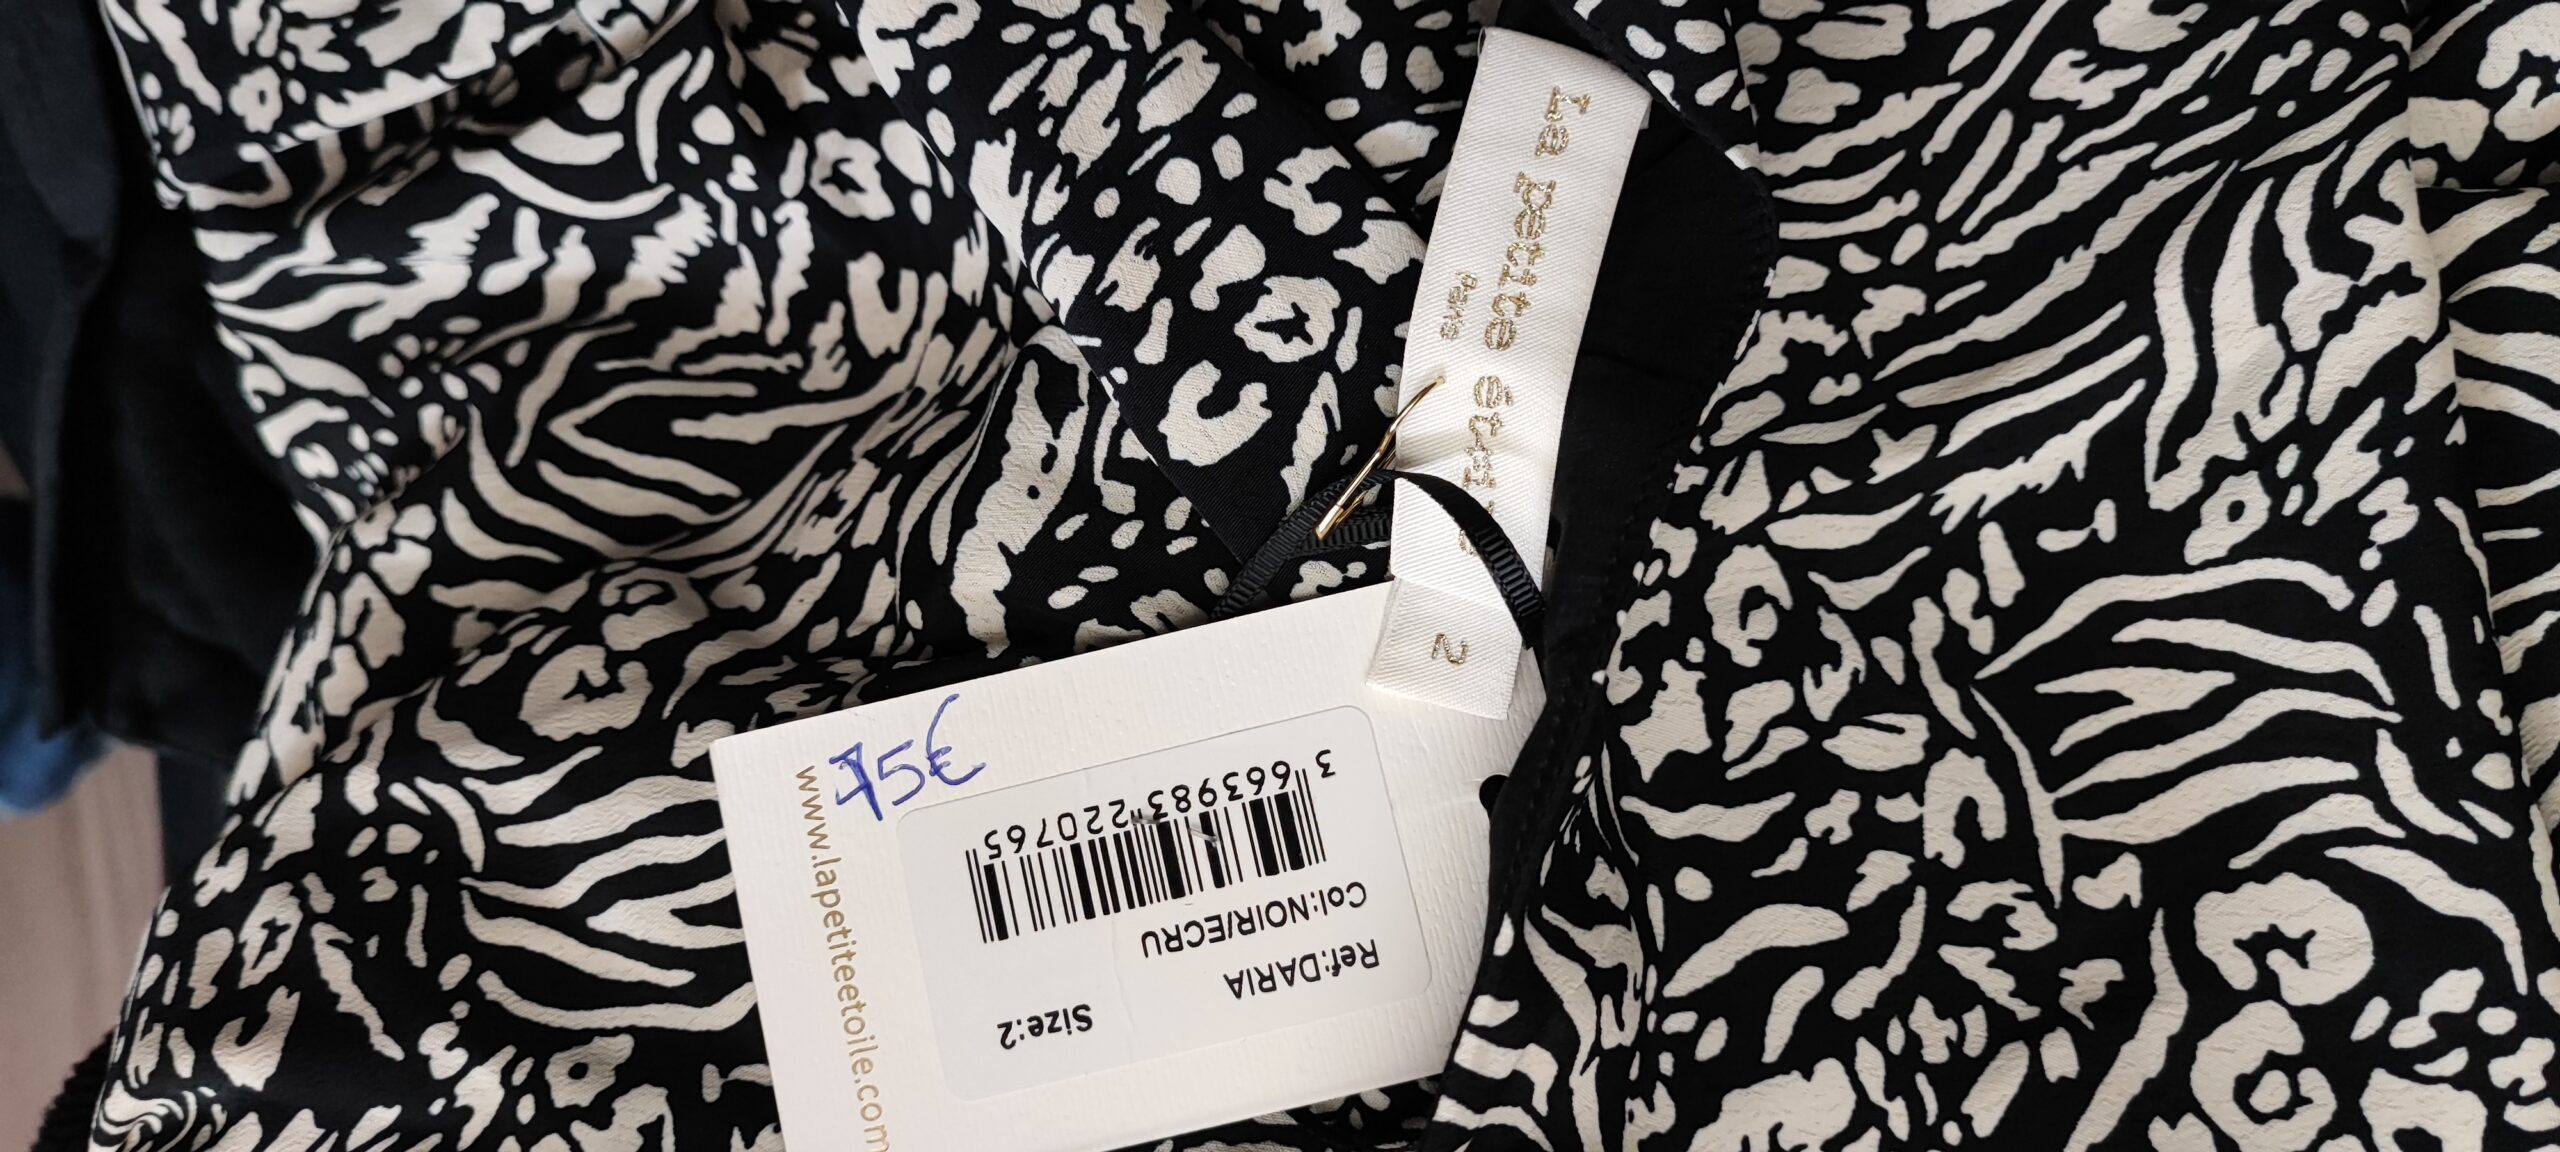 La petite étoile
Paris
2
75€
www.lapetiteetoile.com
Ref:DARIA
Size:2
Col:NOIR/ECRU
3 663983 220765